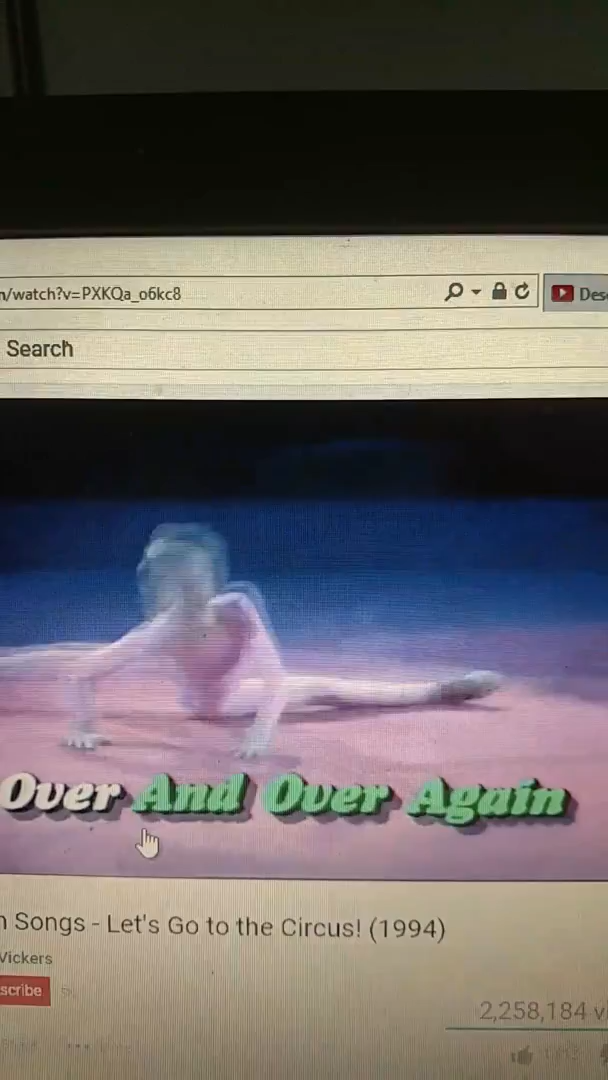 n/watch?v=PXKQa_o6kc8
Des
Search
Over And Over Again
n Songs - Let's Go to the Circus! (1994)
Vickers
scribe
2,258,184 v